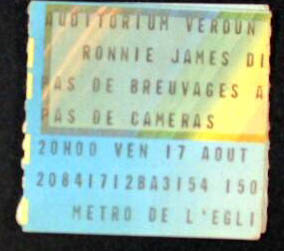 AUDITORIUM VERDUN
RONNIE JAMES DI
PAS DE BREUVAGES A
PAS DE CAMERAS
20H00 VEN 17 AOUT
20841712BA3154 150
METRO DE L'EGLI